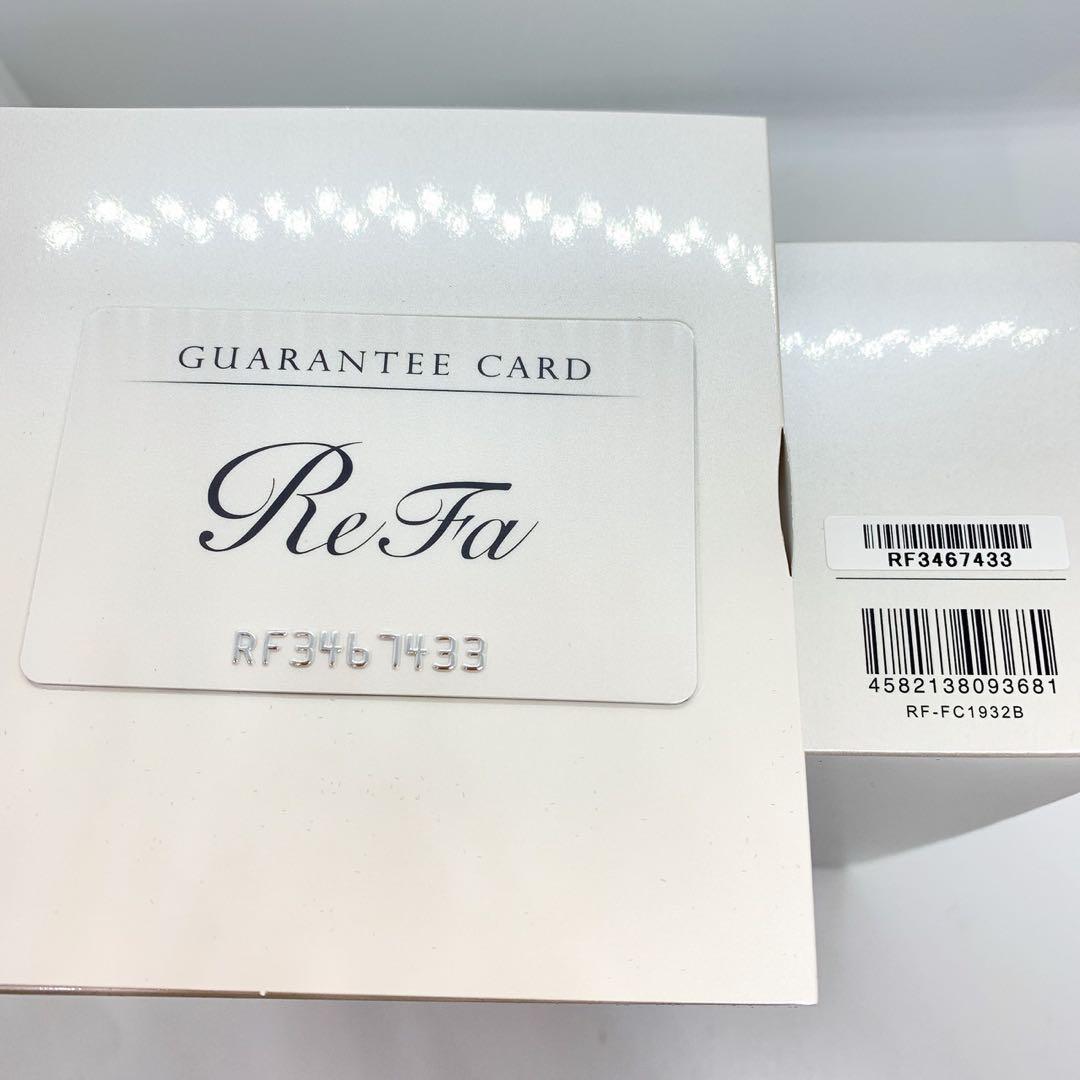 GUARANTEE CARD
ReFa
RF3467433
RF3467433
4582138093681
RF-FC1932B